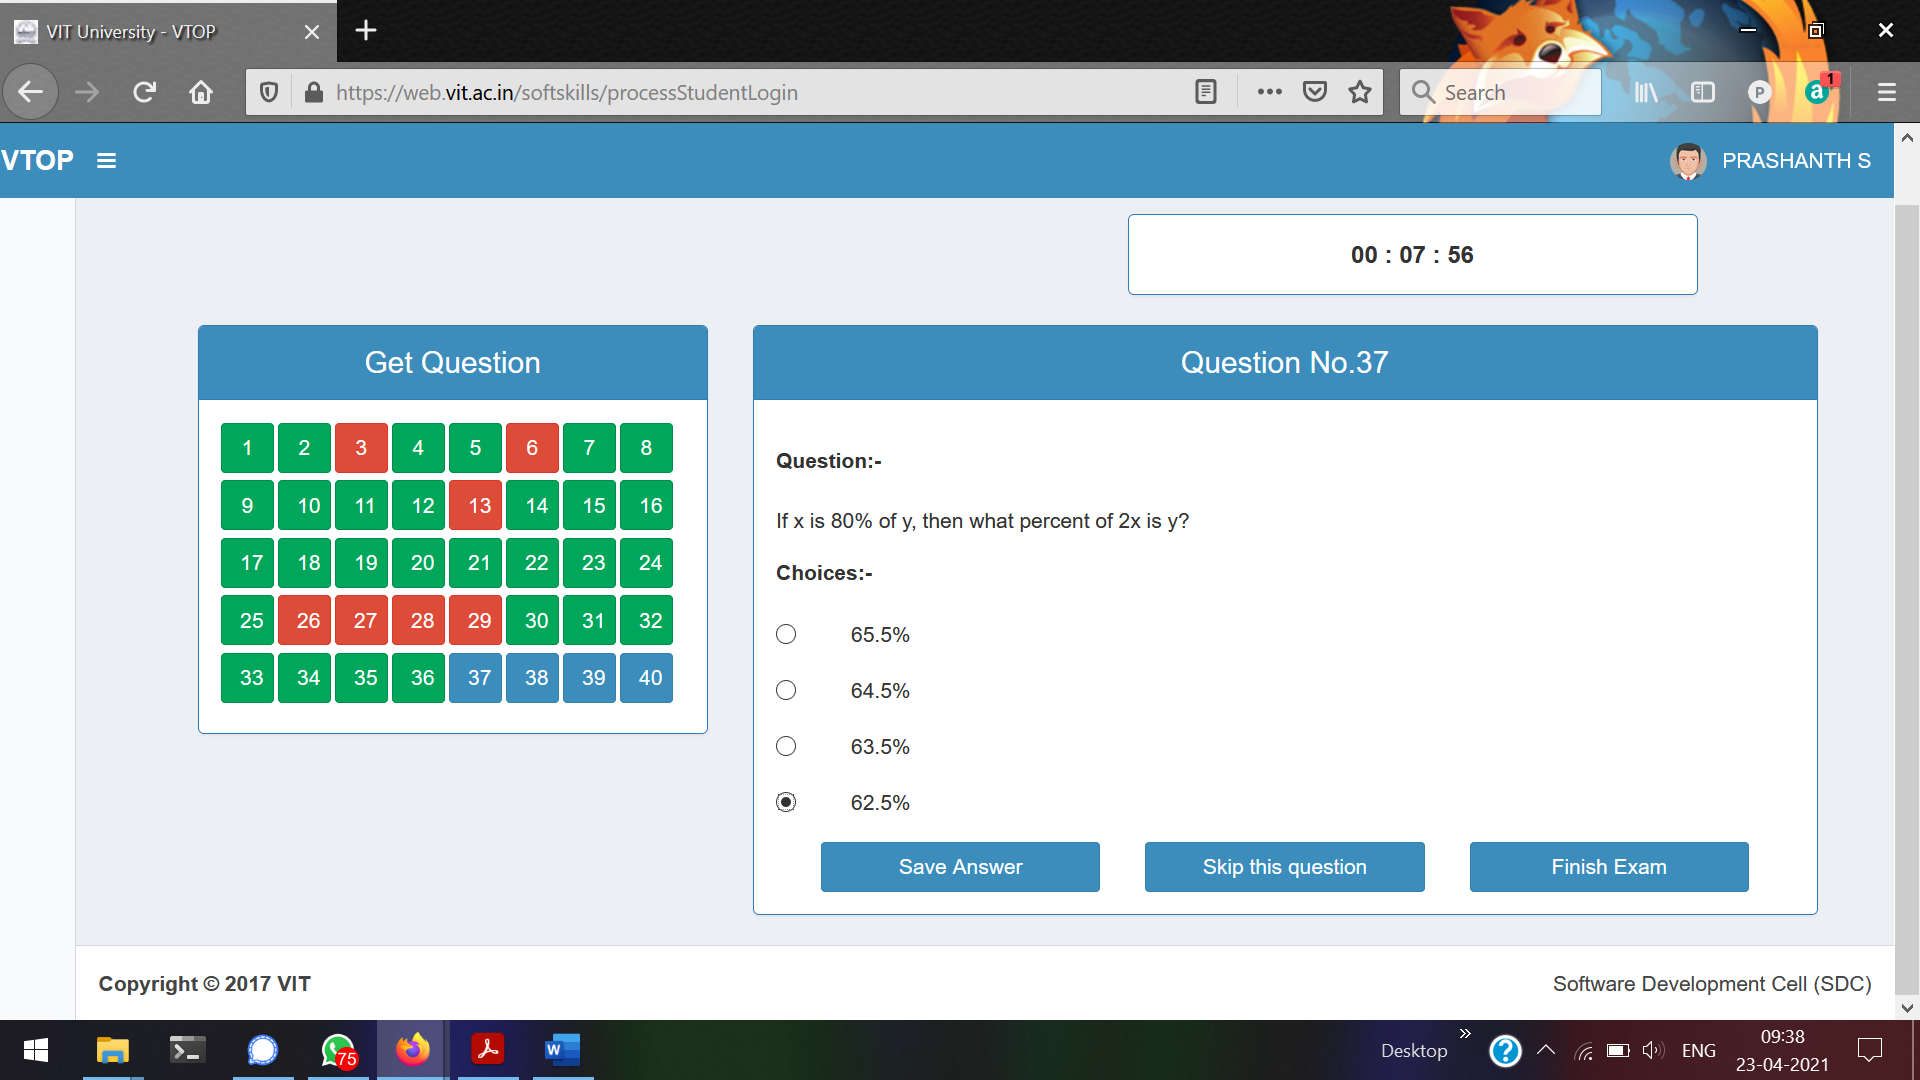 VIT University - VTOP
https://web.vit.ac.in/softskills/processStudentLogin
Search
P
a
1
VTOP
PRASHANTH S
00 : 07 : 56
Get Question
1 2 3 4 5 6 7 8
9 10 11 12 13 14 15 16
17 18 19 20 21 22 23 24
25 26 27 28 29 30 31 32
33 34 35 36 37 38 39 40
Question No.37
Question:-
If x is 80% of y, then what percent of 2x is y?
Choices:-
65.5%
64.5%
63.5%
62.5%
Save Answer
Skip this question
Finish Exam
Copyright © 2017 VIT
Software Development Cell (SDC)
75
W
Desktop
?
ENG
09:38
23-04-2021